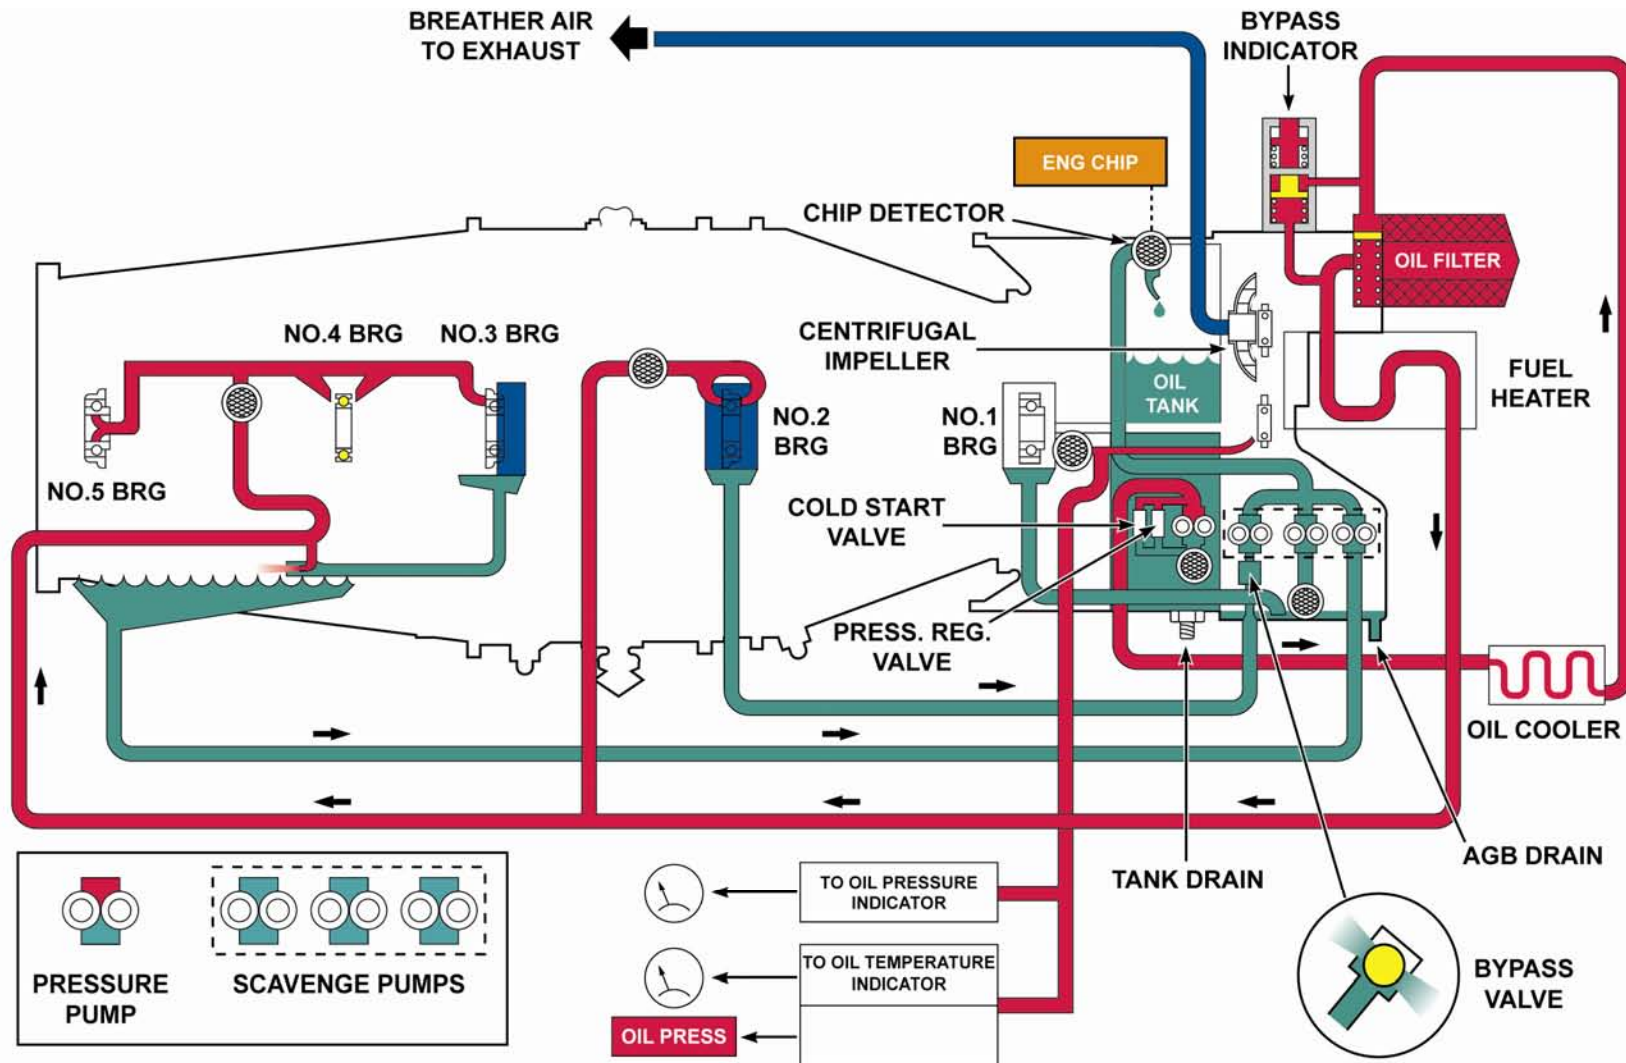 BREATHER AIR
TO EXHAUST
BYPASS
INDICATOR
ENG CHIP
CHIP DETECTOR
OIL FILTER
CENTRIFUGAL
IMPELLER
NO.4 BRG
NO.3 BRG
OIL
TANK
FUEL
HEATER
NO.2
BRG
NO.1
BRG
NO.5 BRG
COLD START
VALVE
PRESS. REG.
VALVE
OIL COOLER
TANK DRAIN
AGB DRAIN
TO OIL PRESSURE
INDICATOR
TO OIL TEMPERATURE
INDICATOR
OIL PRESS
BYPASS
VALVE
PRESSURE
PUMP
SCAVENGE PUMPS